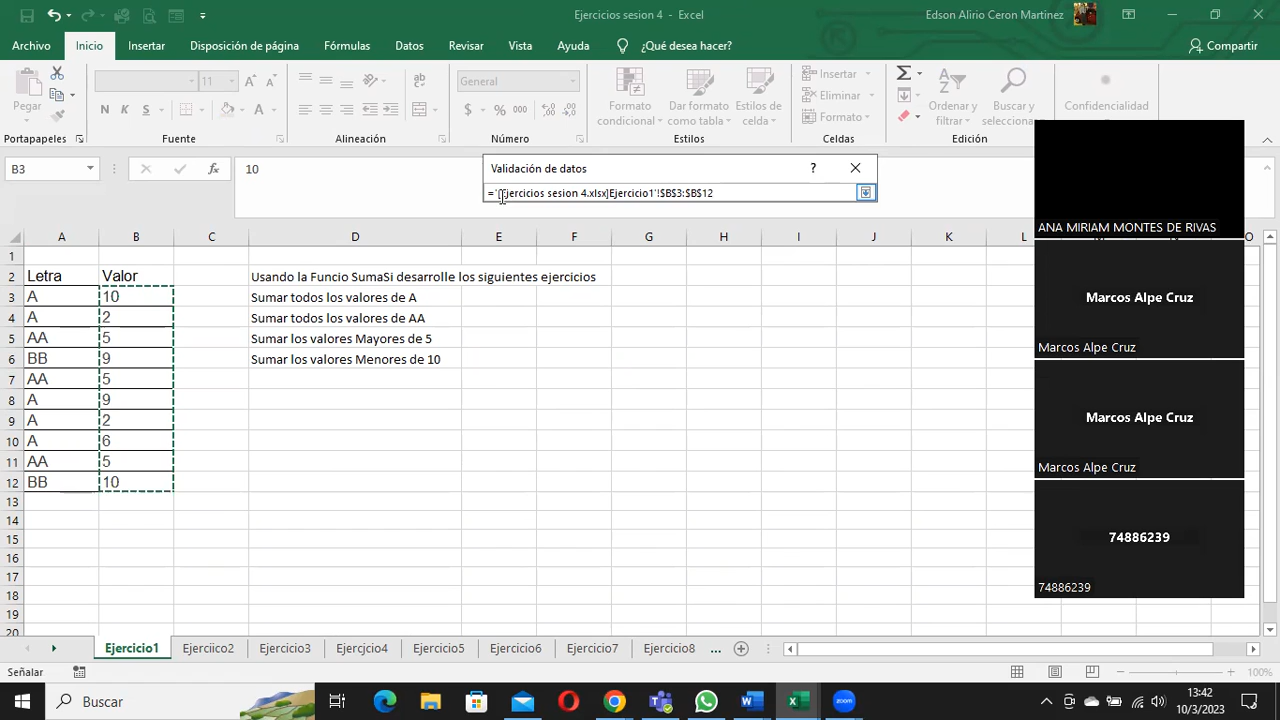 Ejercicios sesion 4 - Excel
Edson Alirio Ceron Martinez
Archivo Inicio Insertar Disposición de página Fórmulas Datos Revisar Vista Ayuda ¿Qué desea hacer? Compartir
Pegar
N K S
11
General
$ % 000
Formato condicional
Dar formato como tabla
Estilos de celda
Insertar
Eliminar
Formato
Ordenar y filtrar
Buscar y seleccionar
Confidencialidad
Portapapeles Fuente Alineación Número Estilos Celdas Edición
B3
10
Validación de datos ?
sesion 4.xlsx]Ejercicio1'!$B$3:$B$12
A B C D E F G H I J K L O
1
2 Letra Valor Usando la Funcio SumaSi desarrolle los siguientes ejercicios
3 A 10 Sumar todos los valores de A
4 A 2 Sumar todos los valores de AA
5 AA 5 Sumar los valores Mayores de 5
6 BB 9 Sumar los valores Menores de 10
7 AA 5
8 A 9
9 A 2
10 A 6
11 AA 5
12 BB 10
13
14
15
16
17
18
19
20
ANA MIRIAM MONTES DE RIVAS
Marcos Alpe Cruz
Marcos Alpe Cruz
Marcos Alpe Cruz
Marcos Alpe Cruz
74886239
74886239
Ejercicio1 Ejerciico2 Ejercicio3 Ejercjcio4 Ejercicio5 Ejercicio6 Ejercicio7 Ejercicio8 ...
Señalar
100%
Buscar
zoom
13:42
10/3/2023